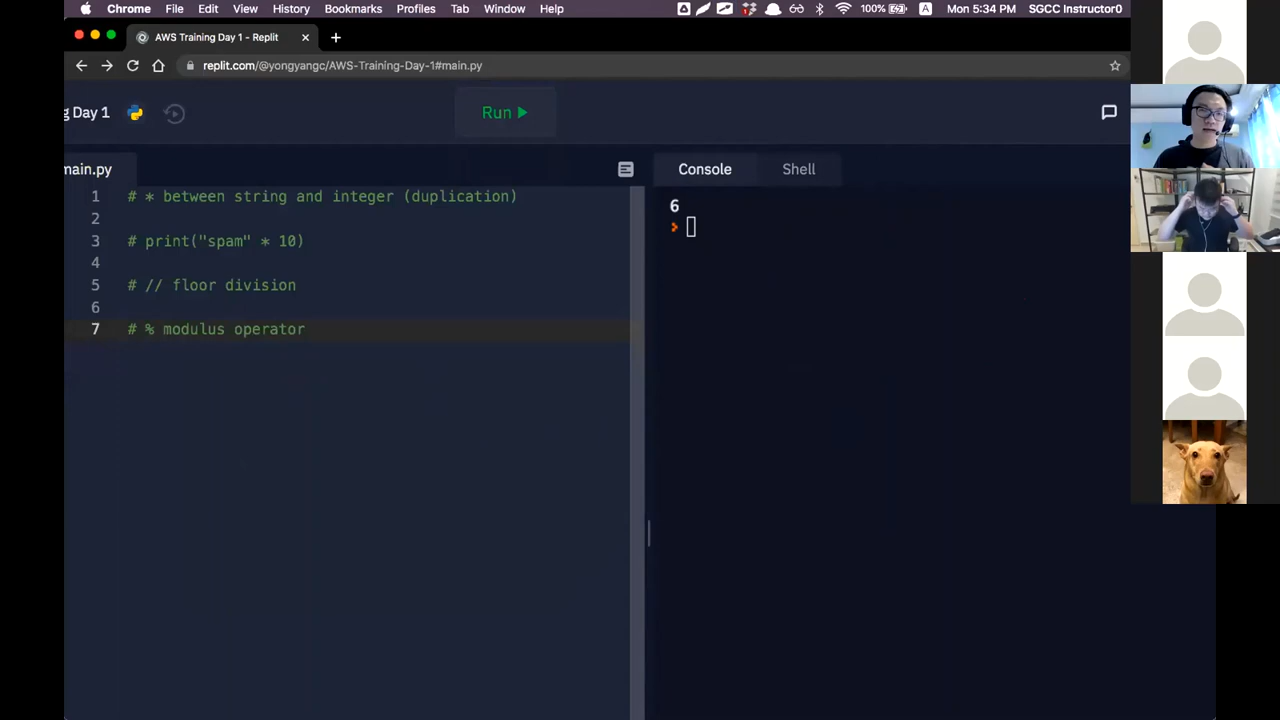 Chrome File Edit View History Bookmarks Profiles Tab Window Help 100% A Mon 5:34 PM SGCC Instructor0
AWS Training Day 1 - Replit
replit.com/@yongyangc/AWS-Training-Day-1#main.py
g Day 1
Run
main.py
Console Shell
1 # * between string and integer (duplication)
2
3 # print("spam" * 10)
4
5 # // floor division
6
7 # % modulus operator
6